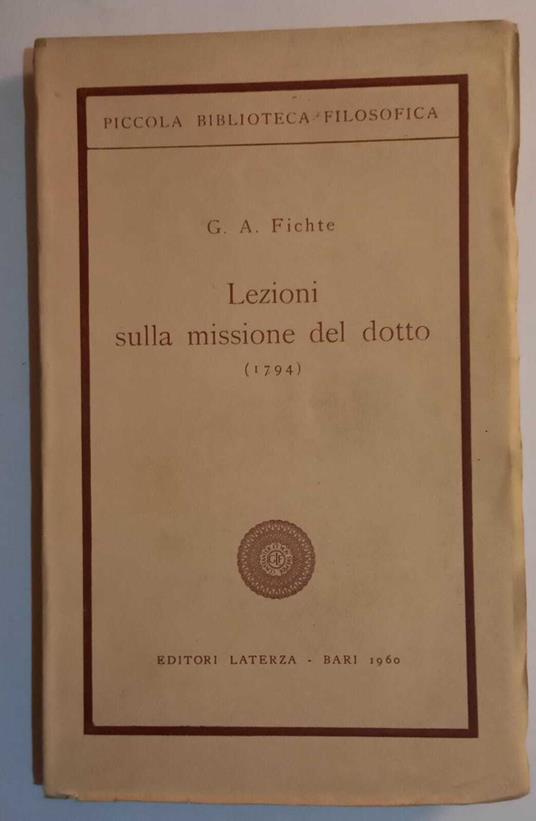 PICCOLA BIBLIOTECA FILOSOFICA
G. A. Fichte
Lezioni
sulla missione del dotto
(1794)
EDITORI LATERZA - BARI 1960